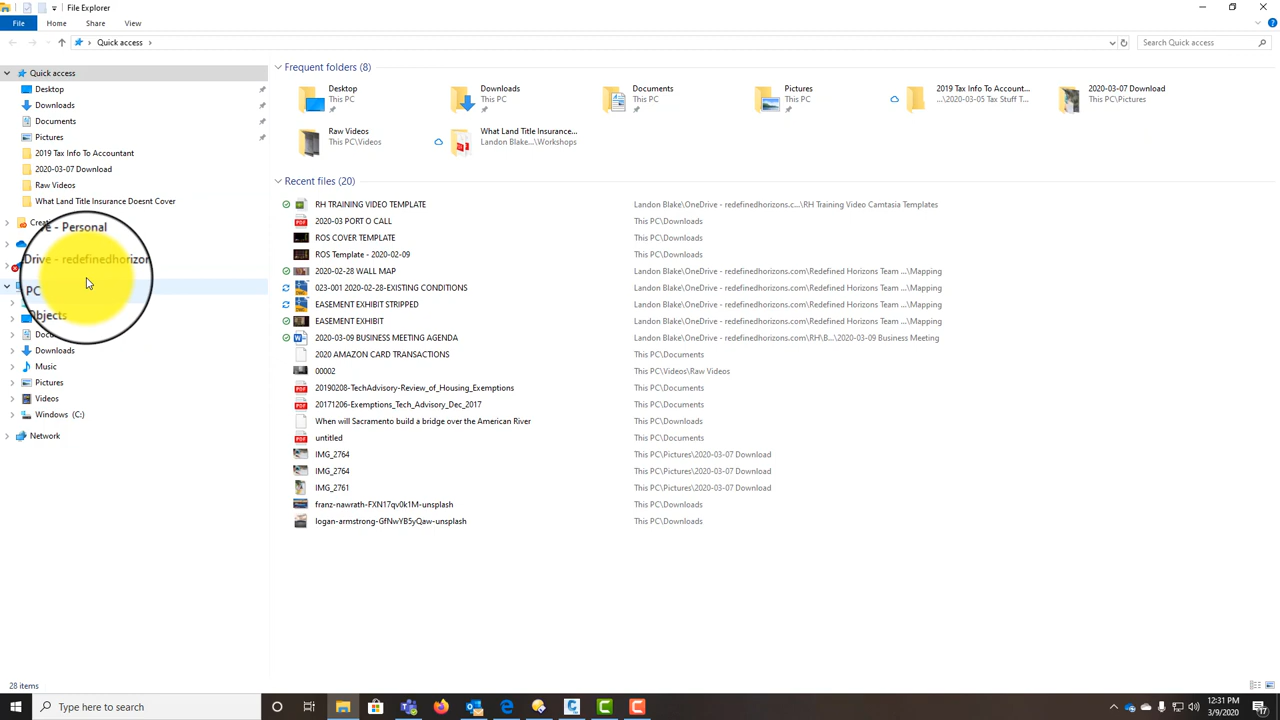 File Explorer
File Home Share View
Quick access
Search Quick access
Quick access
Desktop
Downloads
Documents
Pictures
2019 Tax Info To Accountant
2020-03-07 Download
Raw Videos
What Land Title Insurance Doesnt Cover
Creati
e - Personal
Drive - redefinedhorizon
PC
Objects
Docu
Downloads
Music
Pictures
Videos
Windows (C:)
Network
Frequent folders (8)
Desktop
This PC
Downloads
This PC
Documents
This PC
Pictures
This PC
2019 Tax Info To Account...
...\2020-03-05 Tax Stuff T...
2020-03-07 Download
This PC\Pictures
Raw Videos
This PC\Videos
What Land Title Insurance...
Landon Blake...\Workshops
Recent files (20)
RH TRAINING VIDEO TEMPLATE Landon Blake\OneDrive - redefinedhorizons.c...\RH Training Video Camtasia Templates
2020-03 PORT O CALL This PC\Downloads
ROS COVER TEMPLATE This PC\Downloads
ROS Template - 2020-02-09 This PC\Downloads
2020-02-28 WALL MAP Landon Blake\OneDrive - redefinedhorizons.com\Redefined Horizons Team ...\Mapping
023-001 2020-02-28-EXISTING CONDITIONS Landon Blake\OneDrive - redefinedhorizons.com\Redefined Horizons Team ...\Mapping
EASEMENT EXHIBIT STRIPPED Landon Blake\OneDrive - redefinedhorizons.com\Redefined Horizons Team ...\Mapping
EASEMENT EXHIBIT Landon Blake\OneDrive - redefinedhorizons.com\Redefined Horizons Team ...\Mapping
2020-03-09 BUSINESS MEETING AGENDA Landon Blake\OneDrive - redefinedhorizons.com\RH\B...\2020-03-09 Business Meeting
2020 AMAZON CARD TRANSACTIONS This PC\Documents
00002 This PC\Videos\Raw Videos
20190208-TechAdvisory-Review_of_Housing_Exemptions This PC\Documents
20171206-Exemptions_Tech_Advisory_Dec_2017 This PC\Documents
When will Sacramento build a bridge over the American River This PC\Downloads
untitled This PC\Documents
IMG_2764 This PC\Pictures\2020-03-07 Download
IMG_2764 This PC\Pictures\2020-03-07 Download
IMG_2761 This PC\Pictures\2020-03-07 Download
franz-nawrath-FXN17qv0k1M-unsplash This PC\Downloads
logan-armstrong-GfNwYB5yQaw-unsplash This PC\Downloads
28 items
Type here to search
12:31 PM
3/9/2020
17